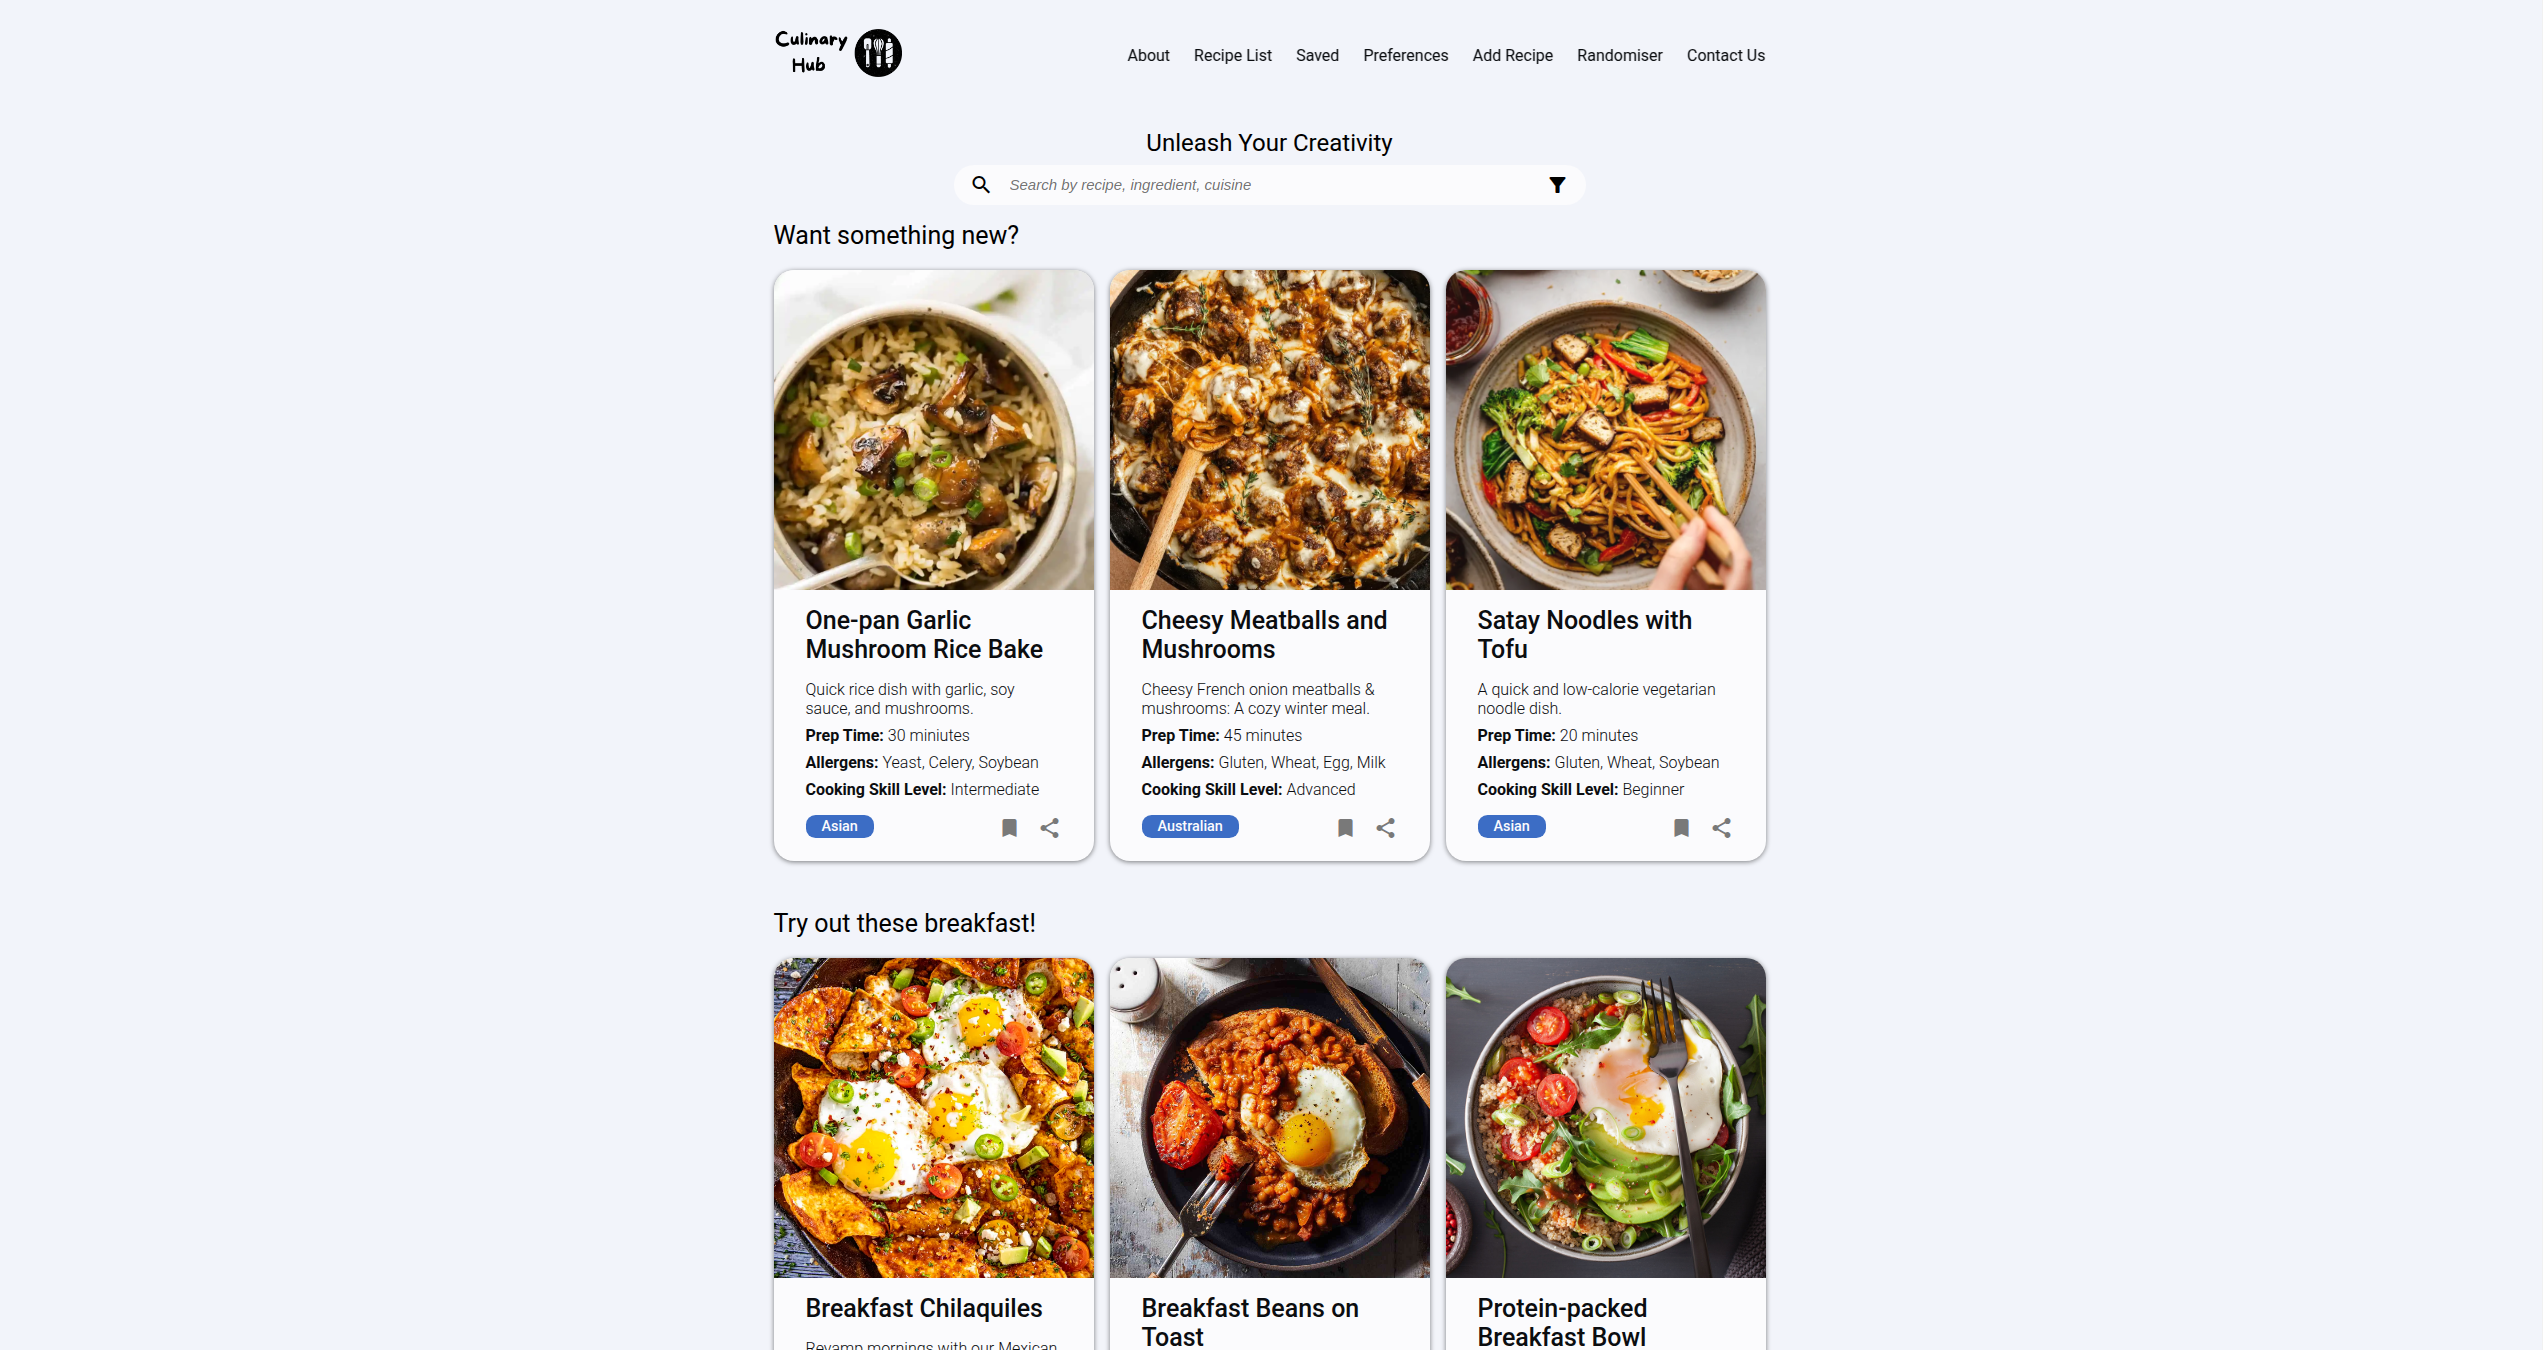 Culinary
Hub
About Recipe List Saved Preferences Add Recipe Randomiser Contact Us
Unleash Your Creativity
Search by recipe, ingredient, cuisine
Want something new?
One-pan Garlic
Mushroom Rice Bake
Quick rice dish with garlic, soy
sauce, and mushrooms.
Prep Time: 30 miniutes
Allergens: Yeast, Celery, Soybean
Cooking Skill Level: Intermediate
Asian
Cheesy Meatballs and
Mushrooms
Cheesy French onion meatballs &
mushrooms: A cozy winter meal.
Prep Time: 45 minutes
Allergens: Gluten, Wheat, Egg, Milk
Cooking Skill Level: Advanced
Australian
Satay Noodles with
Tofu
A quick and low-calorie vegetarian
noodle dish.
Prep Time: 20 minutes
Allergens: Gluten, Wheat, Soybean
Cooking Skill Level: Beginner
Asian
Try out these breakfast!
Breakfast Chilaquiles
Revamp mornings with our Mexican
Breakfast Beans on
Toast
Protein-packed
Breakfast Bowl